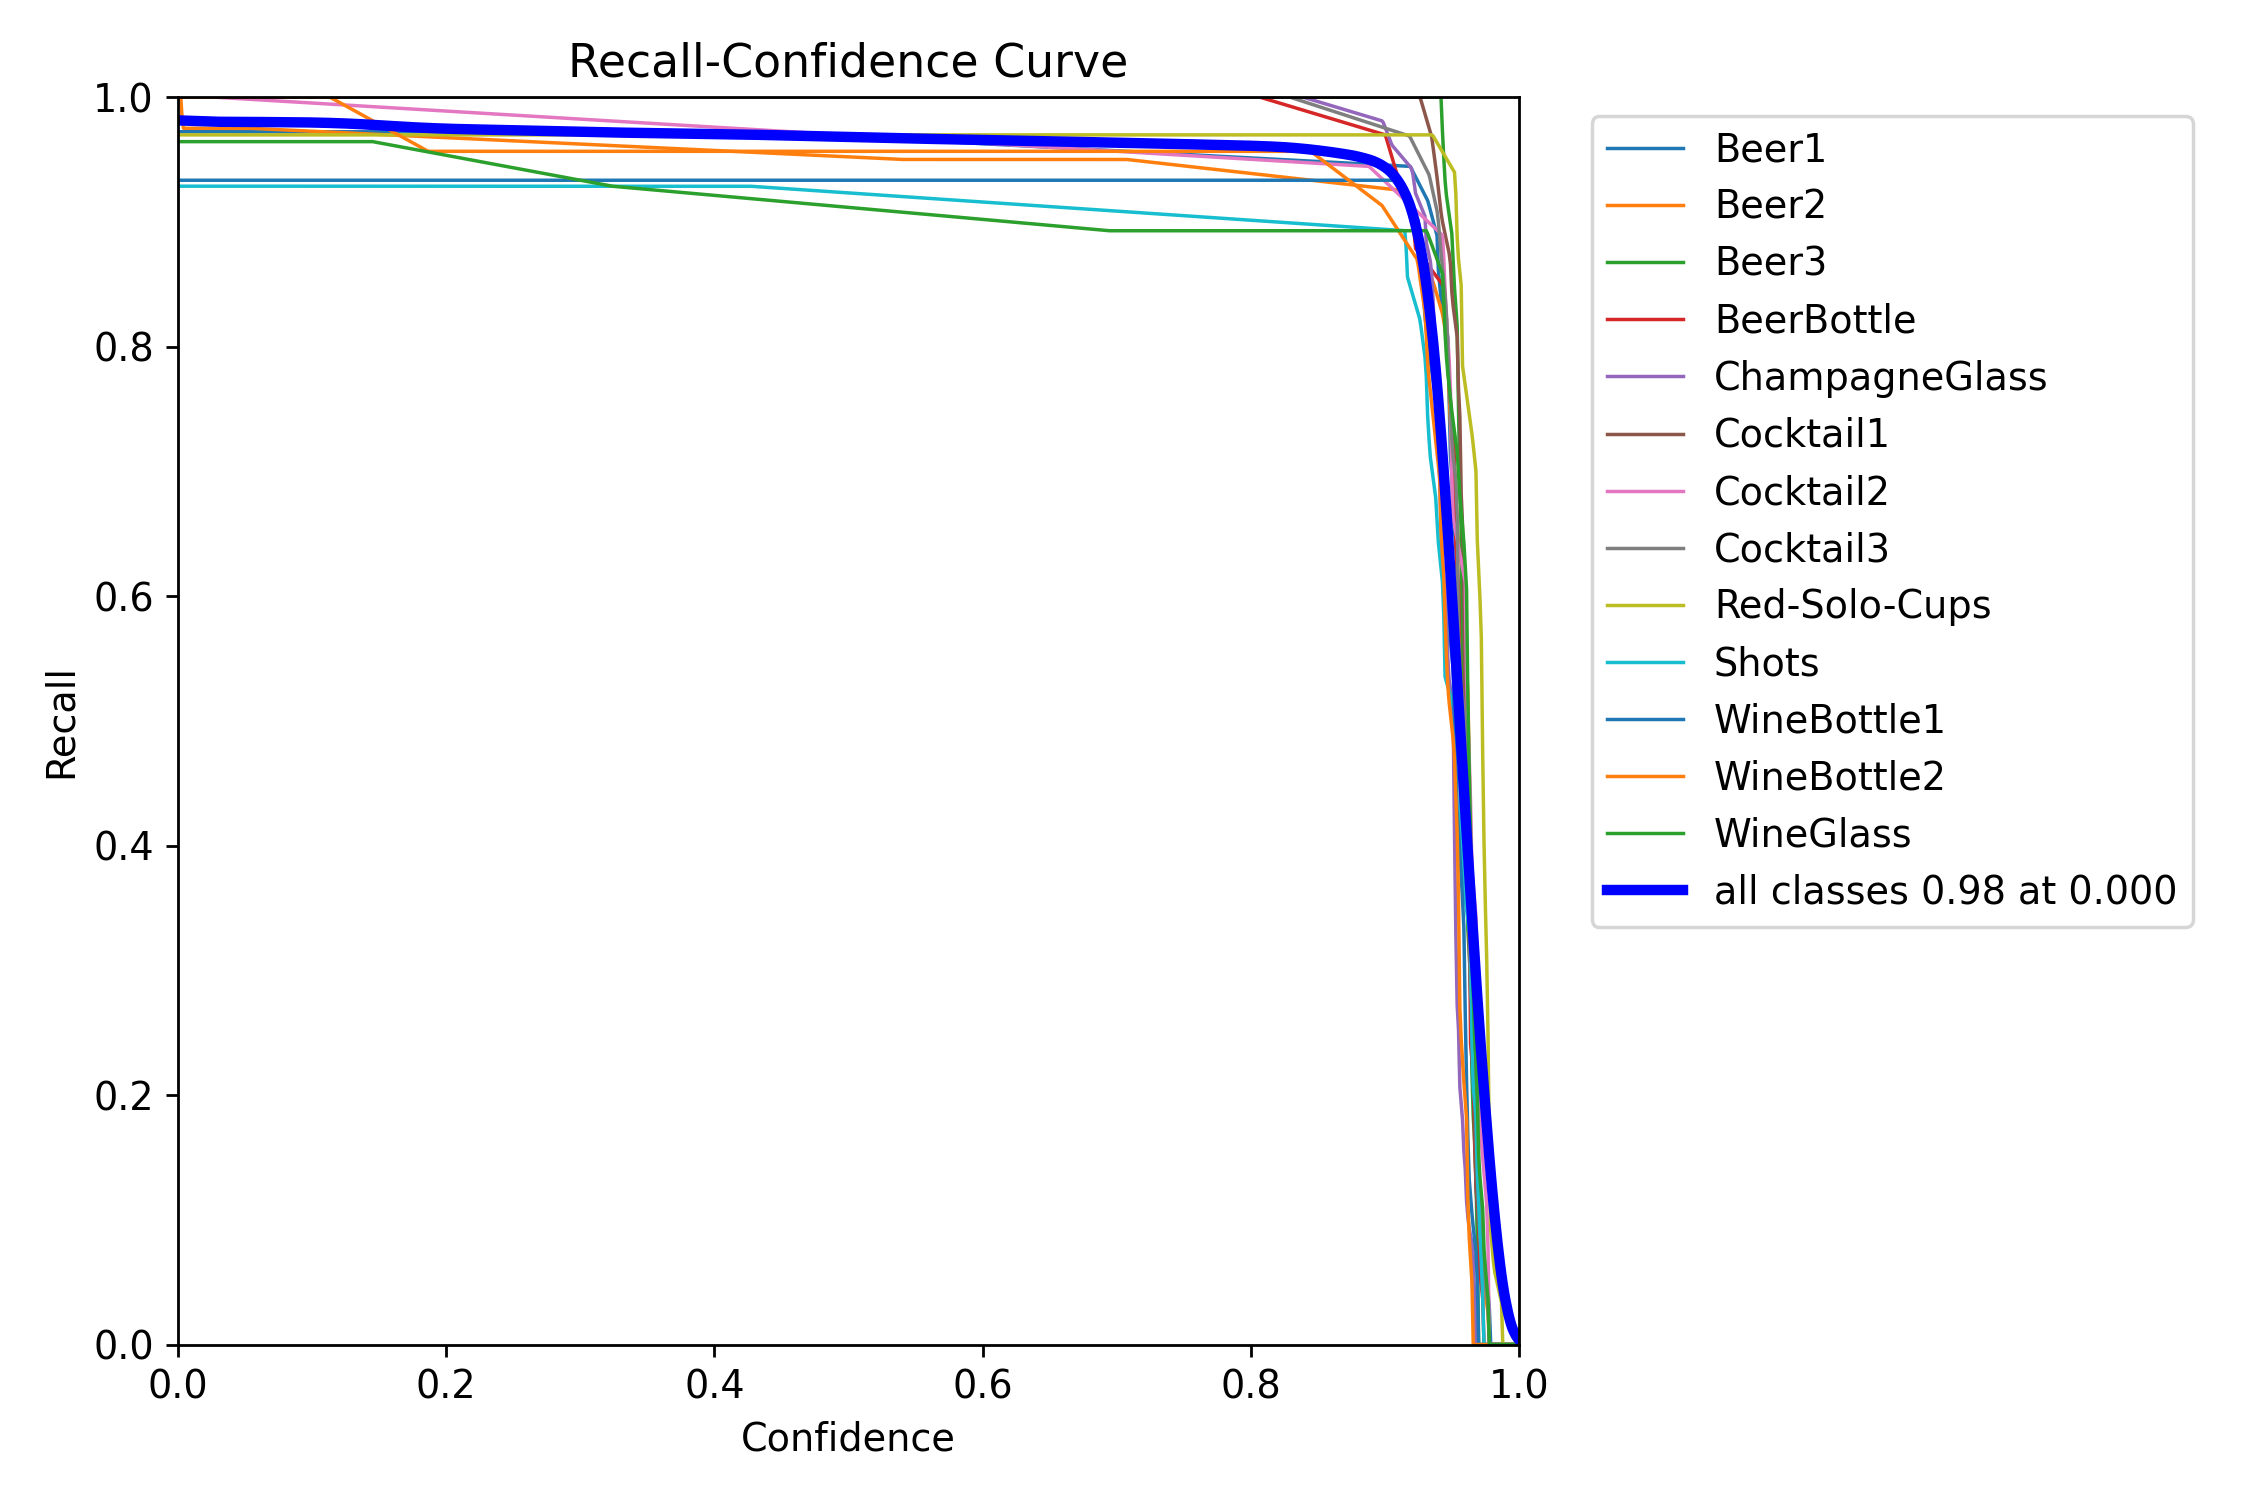 Recall-Confidence Curve
1.0
0.8
0.6
0.4
0.2
0.0
Recall
0.0 0.2 0.4 0.6 0.8 1.0
Confidence
Beer1
Beer2
Beer3
BeerBottle
ChampagneGlass
Cocktail1
Cocktail2
Cocktail3
Red-Solo-Cups
Shots
WineBottle1
WineBottle2
WineGlass
all classes 0.98 at 0.000